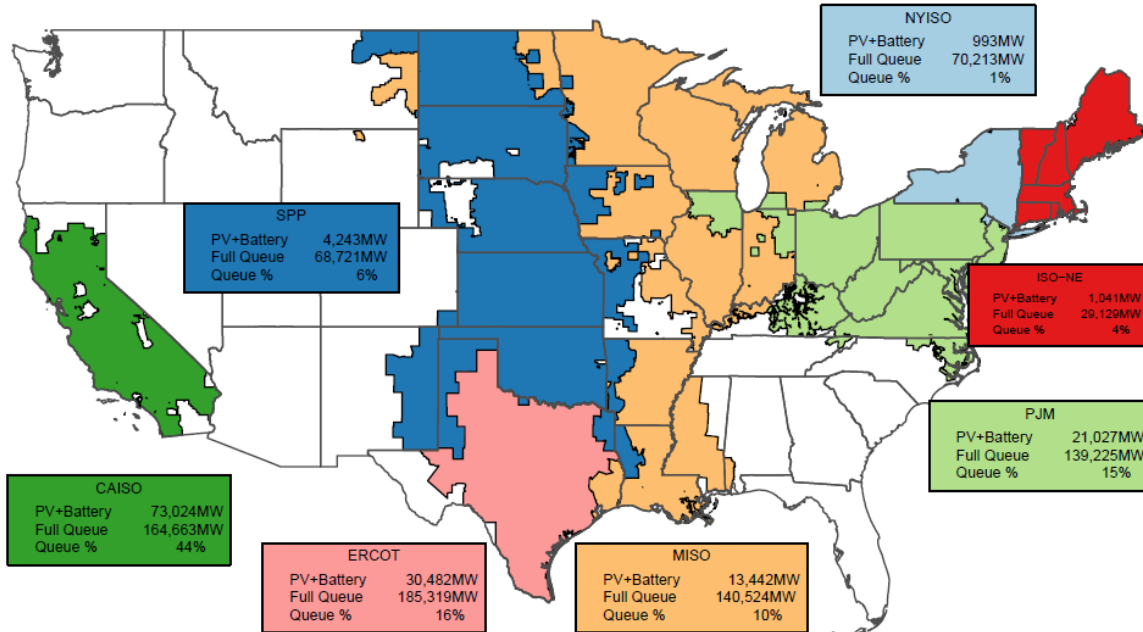 NYISO
PV+Battery 993MW
Full Queue 70,213MW
Queue % 1%
SPP
PV+Battery 4,243MW
Full Queue 68,721MW
Queue % 6%
ISO-NE
PV+Battery 1,041MW
Full Queue 29,129MW
Queue % 4%
PJM
PV+Battery 21,027MW
Full Queue 139,225MW
Queue % 15%
CAISO
PV+Battery 73,024MW
Full Queue 164,663MW
Queue % 44%
ERCOT
PV+Battery 30,482MW
Full Queue 185,319MW
Queue % 16%
MISO
PV+Battery 13,442MW
Full Queue 140,524MW
Queue % 10%